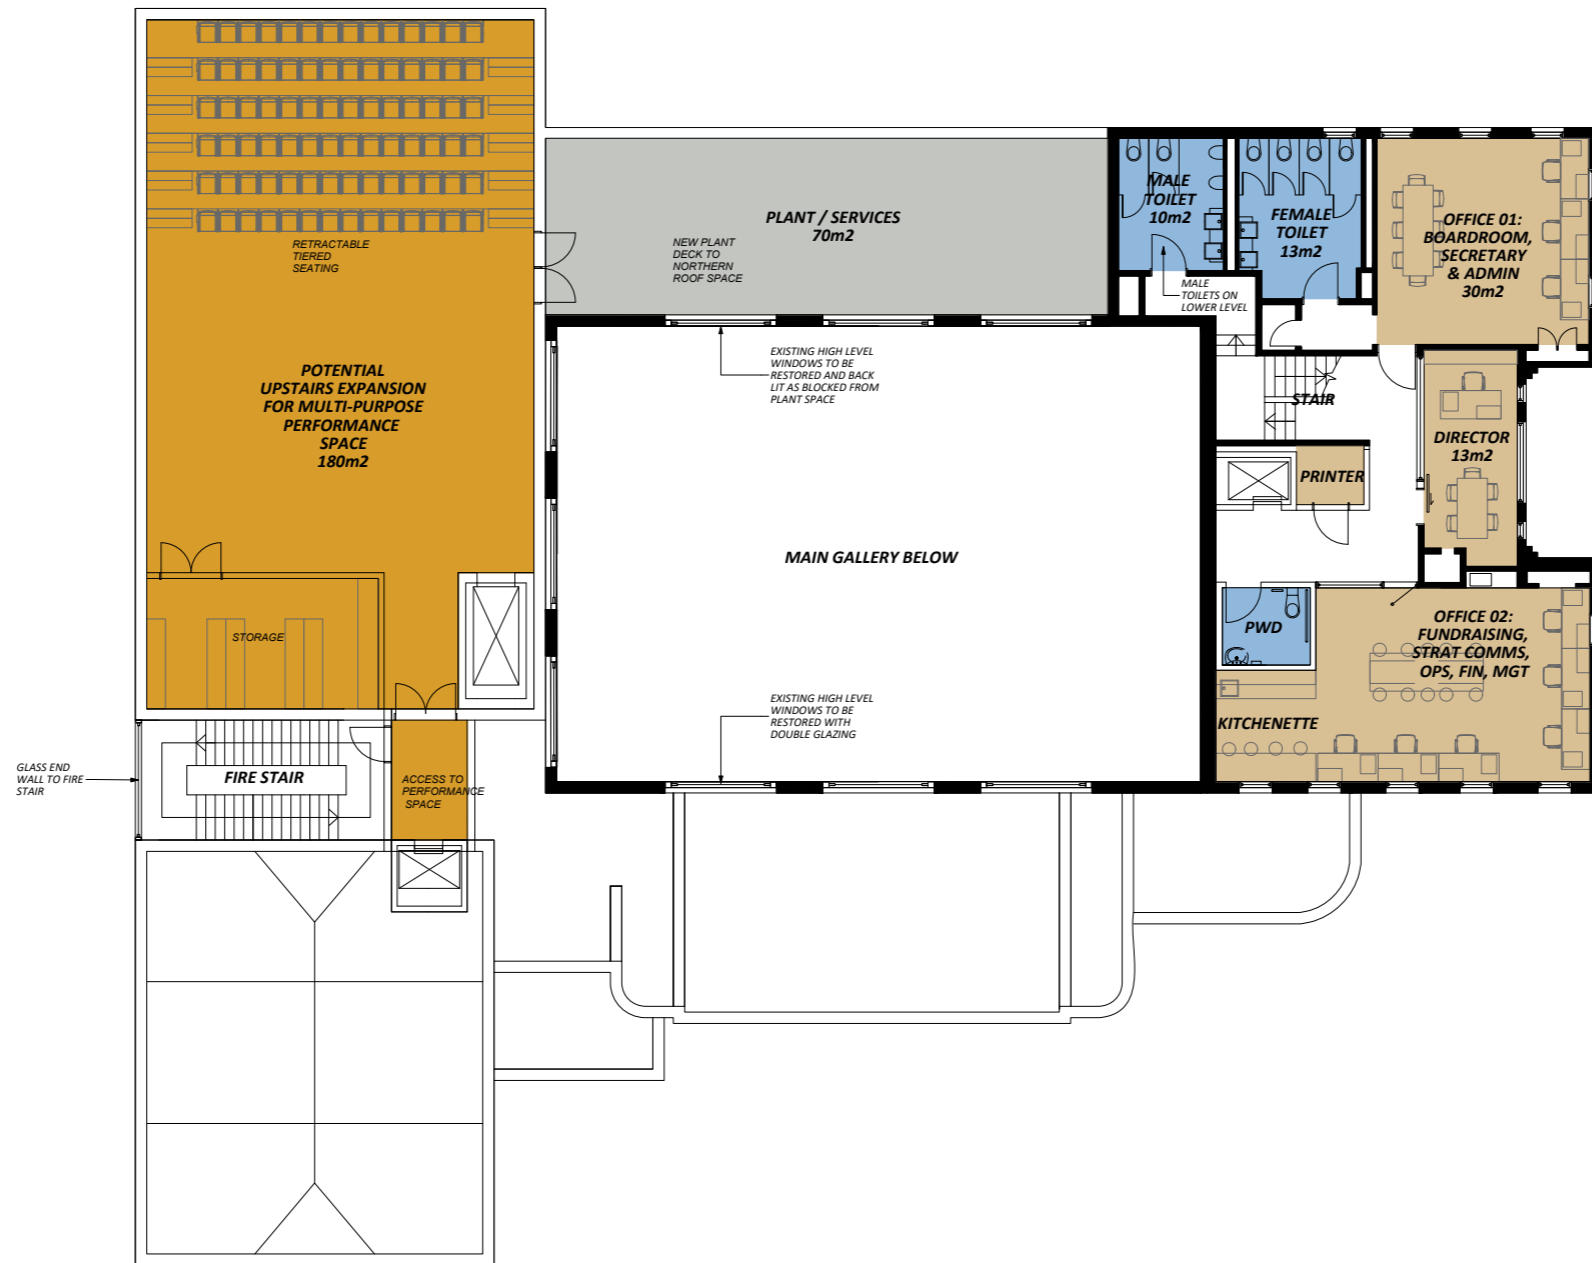 RETRACTABLE
TIERED
SEATING
POTENTIAL
UPSTAIRS EXPANSION
FOR MULTI-PURPOSE
PERFORMANCE
SPACE
180m2
STORAGE
GLASS END
WALL TO FIRE
STAIR
FIRE STAIR
ACCESS TO
PERFORMANCE
SPACE
PLANT / SERVICES
70m2
NEW PLANT
DECK TO
NORTHERN
ROOF SPACE
EXISTING HIGH LEVEL
WINDOWS TO BE
RESTORED AND BACK
LIT AS BLOCKED FROM
PLANT SPACE
MAIN GALLERY BELOW
EXISTING HIGH LEVEL
WINDOWS TO BE
RESTORED WITH
DOUBLE GLAZING
MALE
TOILET
10m2
MALE
TOILETS ON
LOWER LEVEL
FEMALE
TOILET
13m2
OFFICE 01:
BOARDROOM,
SECRETARY
& ADMIN
30m2
STAIR
DIRECTOR
13m2
PRINTER
PWD
OFFICE 02:
FUNDRAISING,
STRAT COMMS,
OPS, FIN, MGT
KITCHENETTE